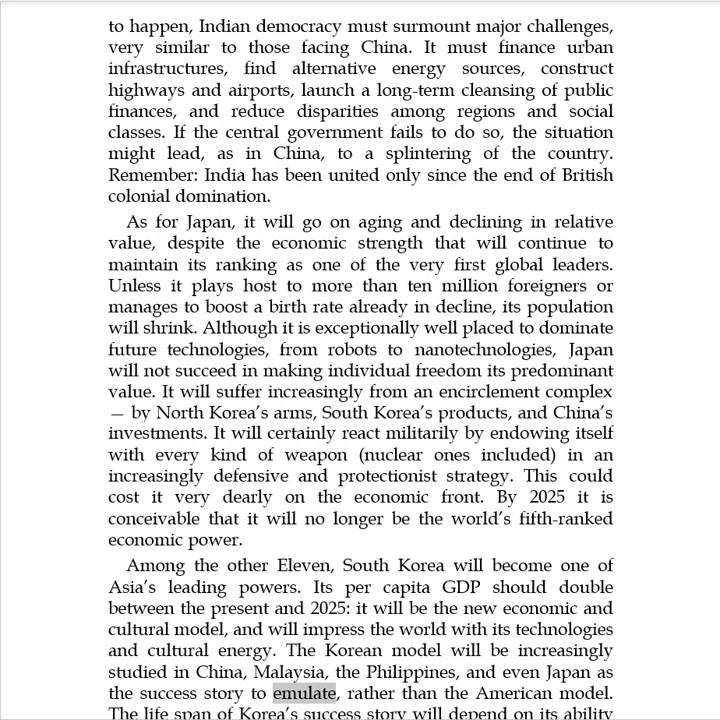 to happen, Indian democracy must surmount major challenges,
very similar to those facing China. It must finance urban
infrastructures, find alternative energy sources, construct
highways and airports, launch a long-term cleansing of public
finances, and reduce disparities among regions and social
classes. If the central government fails to do so, the situation
might lead, as in China, to a splintering of the country.
Remember: India has been united only since the end of British
colonial domination.
As for Japan, it will go on aging and declining in relative
value, despite the economic strength that will continue to
maintain its ranking as one of the very first global leaders.
Unless it plays host to more than ten million foreigners or
manages to boost a birth rate already in decline, its population
will shrink. Although it is exceptionally well placed to dominate
future technologies, from robots to nanotechnologies, Japan
will not succeed in making individual freedom its predominant
value. It will suffer increasingly from an encirclement complex
— by North Korea’s arms, South Korea’s products, and China’s
investments. It will certainly react militarily by endowing itself
with every kind of weapon (nuclear ones included) in an
increasingly defensive and protectionist strategy. This could
cost it very dearly on the economic front. By 2025 it is
conceivable that it will no longer be the world’s fifth-ranked
economic power.
Among the other Eleven, South Korea will become one of
Asia’s leading powers. Its per capita GDP should double
between the present and 2025: it will be the new economic and
cultural model, and will impress the world with its technologies
and cultural energy. The Korean model will be increasingly
studied in China, Malaysia, the Philippines, and even Japan as
the success story to emulate, rather than the American model.
The life span of Korea’s success story will depend on its ability